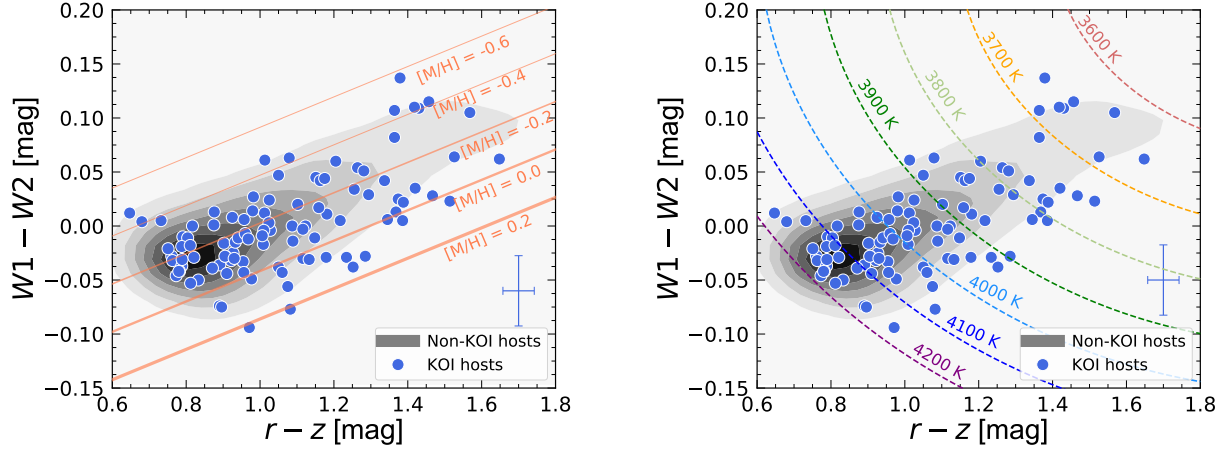 0.20
0.15
0.10
0.05
0.00
−0.05
−0.10
−0.15
W1 − W2 [mag]
[M/H] = -0.6
[M/H] = -0.4
[M/H] = -0.2
[M/H] = 0.0
[M/H] = 0.2
Non-KOI hosts
KOI hosts
0.6 0.8 1.0 1.2 1.4 1.6 1.8
r − z [mag]
0.20
0.15
0.10
0.05
0.00
−0.05
−0.10
−0.15
W1 − W2 [mag]
3600 K
3700 K
3800 K
3900 K
4000 K
4100 K
4200 K
Non-KOI hosts
KOI hosts
0.6 0.8 1.0 1.2 1.4 1.6 1.8
r − z [mag]